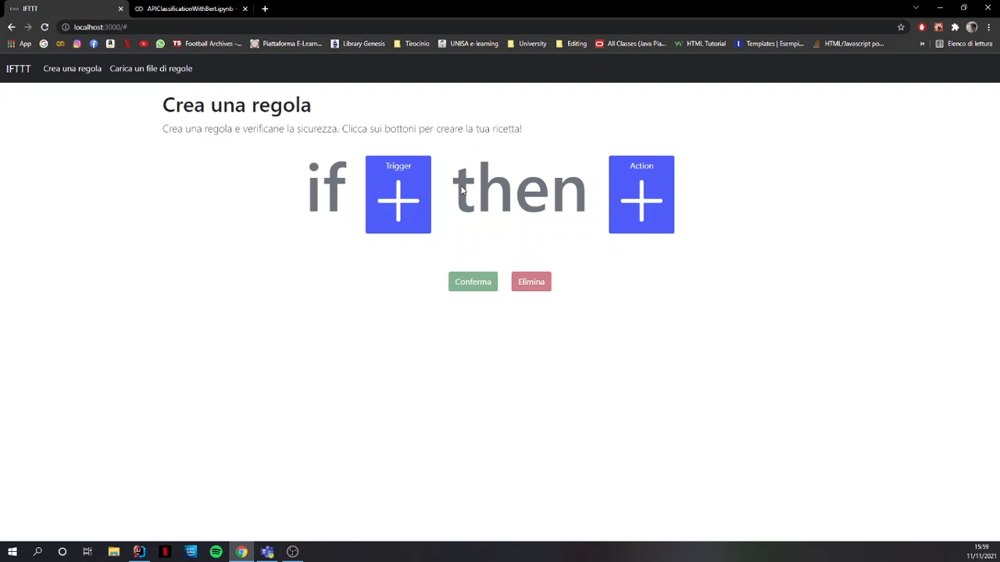 IFTTT
APIClassificationWithBert.ipynb -
localhost:3000/#
App
Football Archives -...
Piattaforma E-Learn...
Library Genesis
Tirocinio
UNISA e-learning
University
Editing
All Classes (Java Pla...
HTML Tutorial
Templates | Esempi...
HTML/Javascript po...
»
Elenco di lettura
IFTTT Crea una regola Carica un file di regole
Crea una regola
Crea una regola e verificane la sicurezza. Clicca sui bottoni per creare la tua ricetta!
if Trigger then Action
Conferma Elimina
15:59
11/11/2021